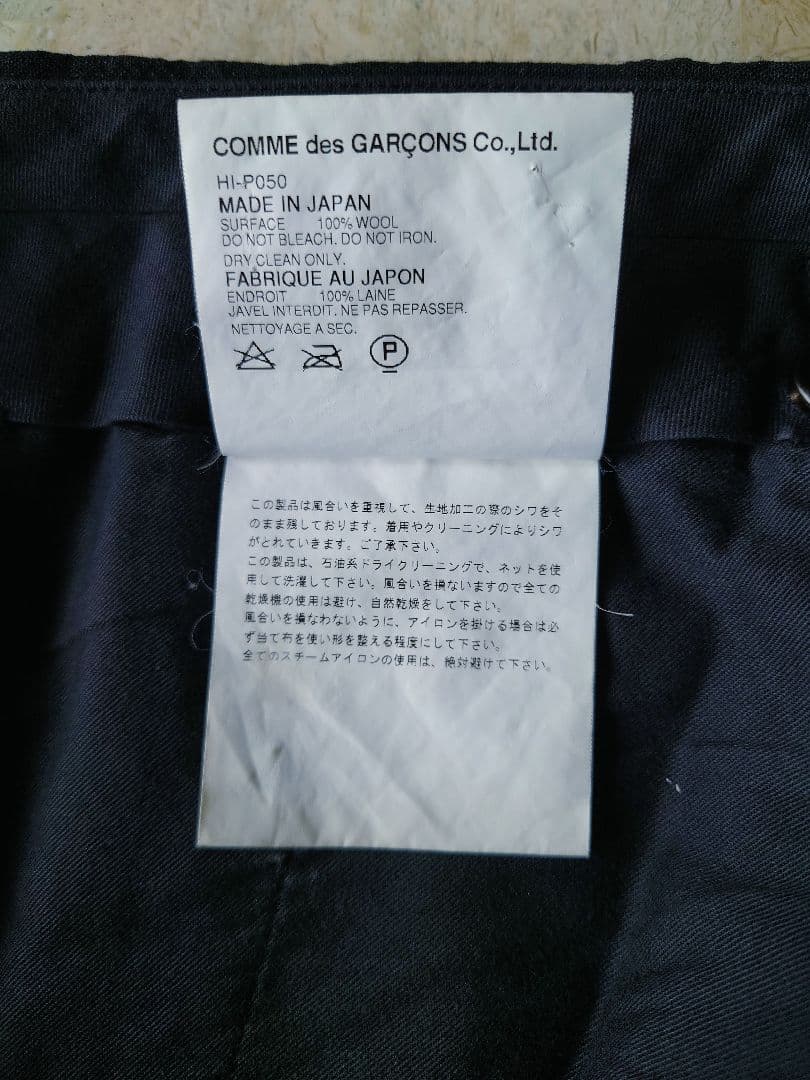 COMME des GARÇONS Co.,Ltd.
HI-P050
MADE IN JAPAN
SURFACE 100% WOOL
DO NOT BLEACH. DO NOT IRON.
DRY CLEAN ONLY.
FABRIQUE AU JAPON
ENDROIT 100% LAINE
JAVEL INTERDIT. NE PAS REPASSER.
NETTOYAGE A SEC.
P
この製品は風合いを重視して、生地加工の際のシワをそ
のまま残しております。着用やクリーニングによりシワ
がとれていきます。ご了承下さい。
この製品は、石油系ドライクリーニングで、ネットを使
用して洗濯して下さい。風合いを損ないますので全ての
乾燥機の使用は避け、自然乾燥をして下さい。
風合いを損なわないように、アイロンを掛ける場合は必
ず当て布を使い形を整える程度にして下さい。
全てのスチームアイロンの使用は、絶対避けて下さい。